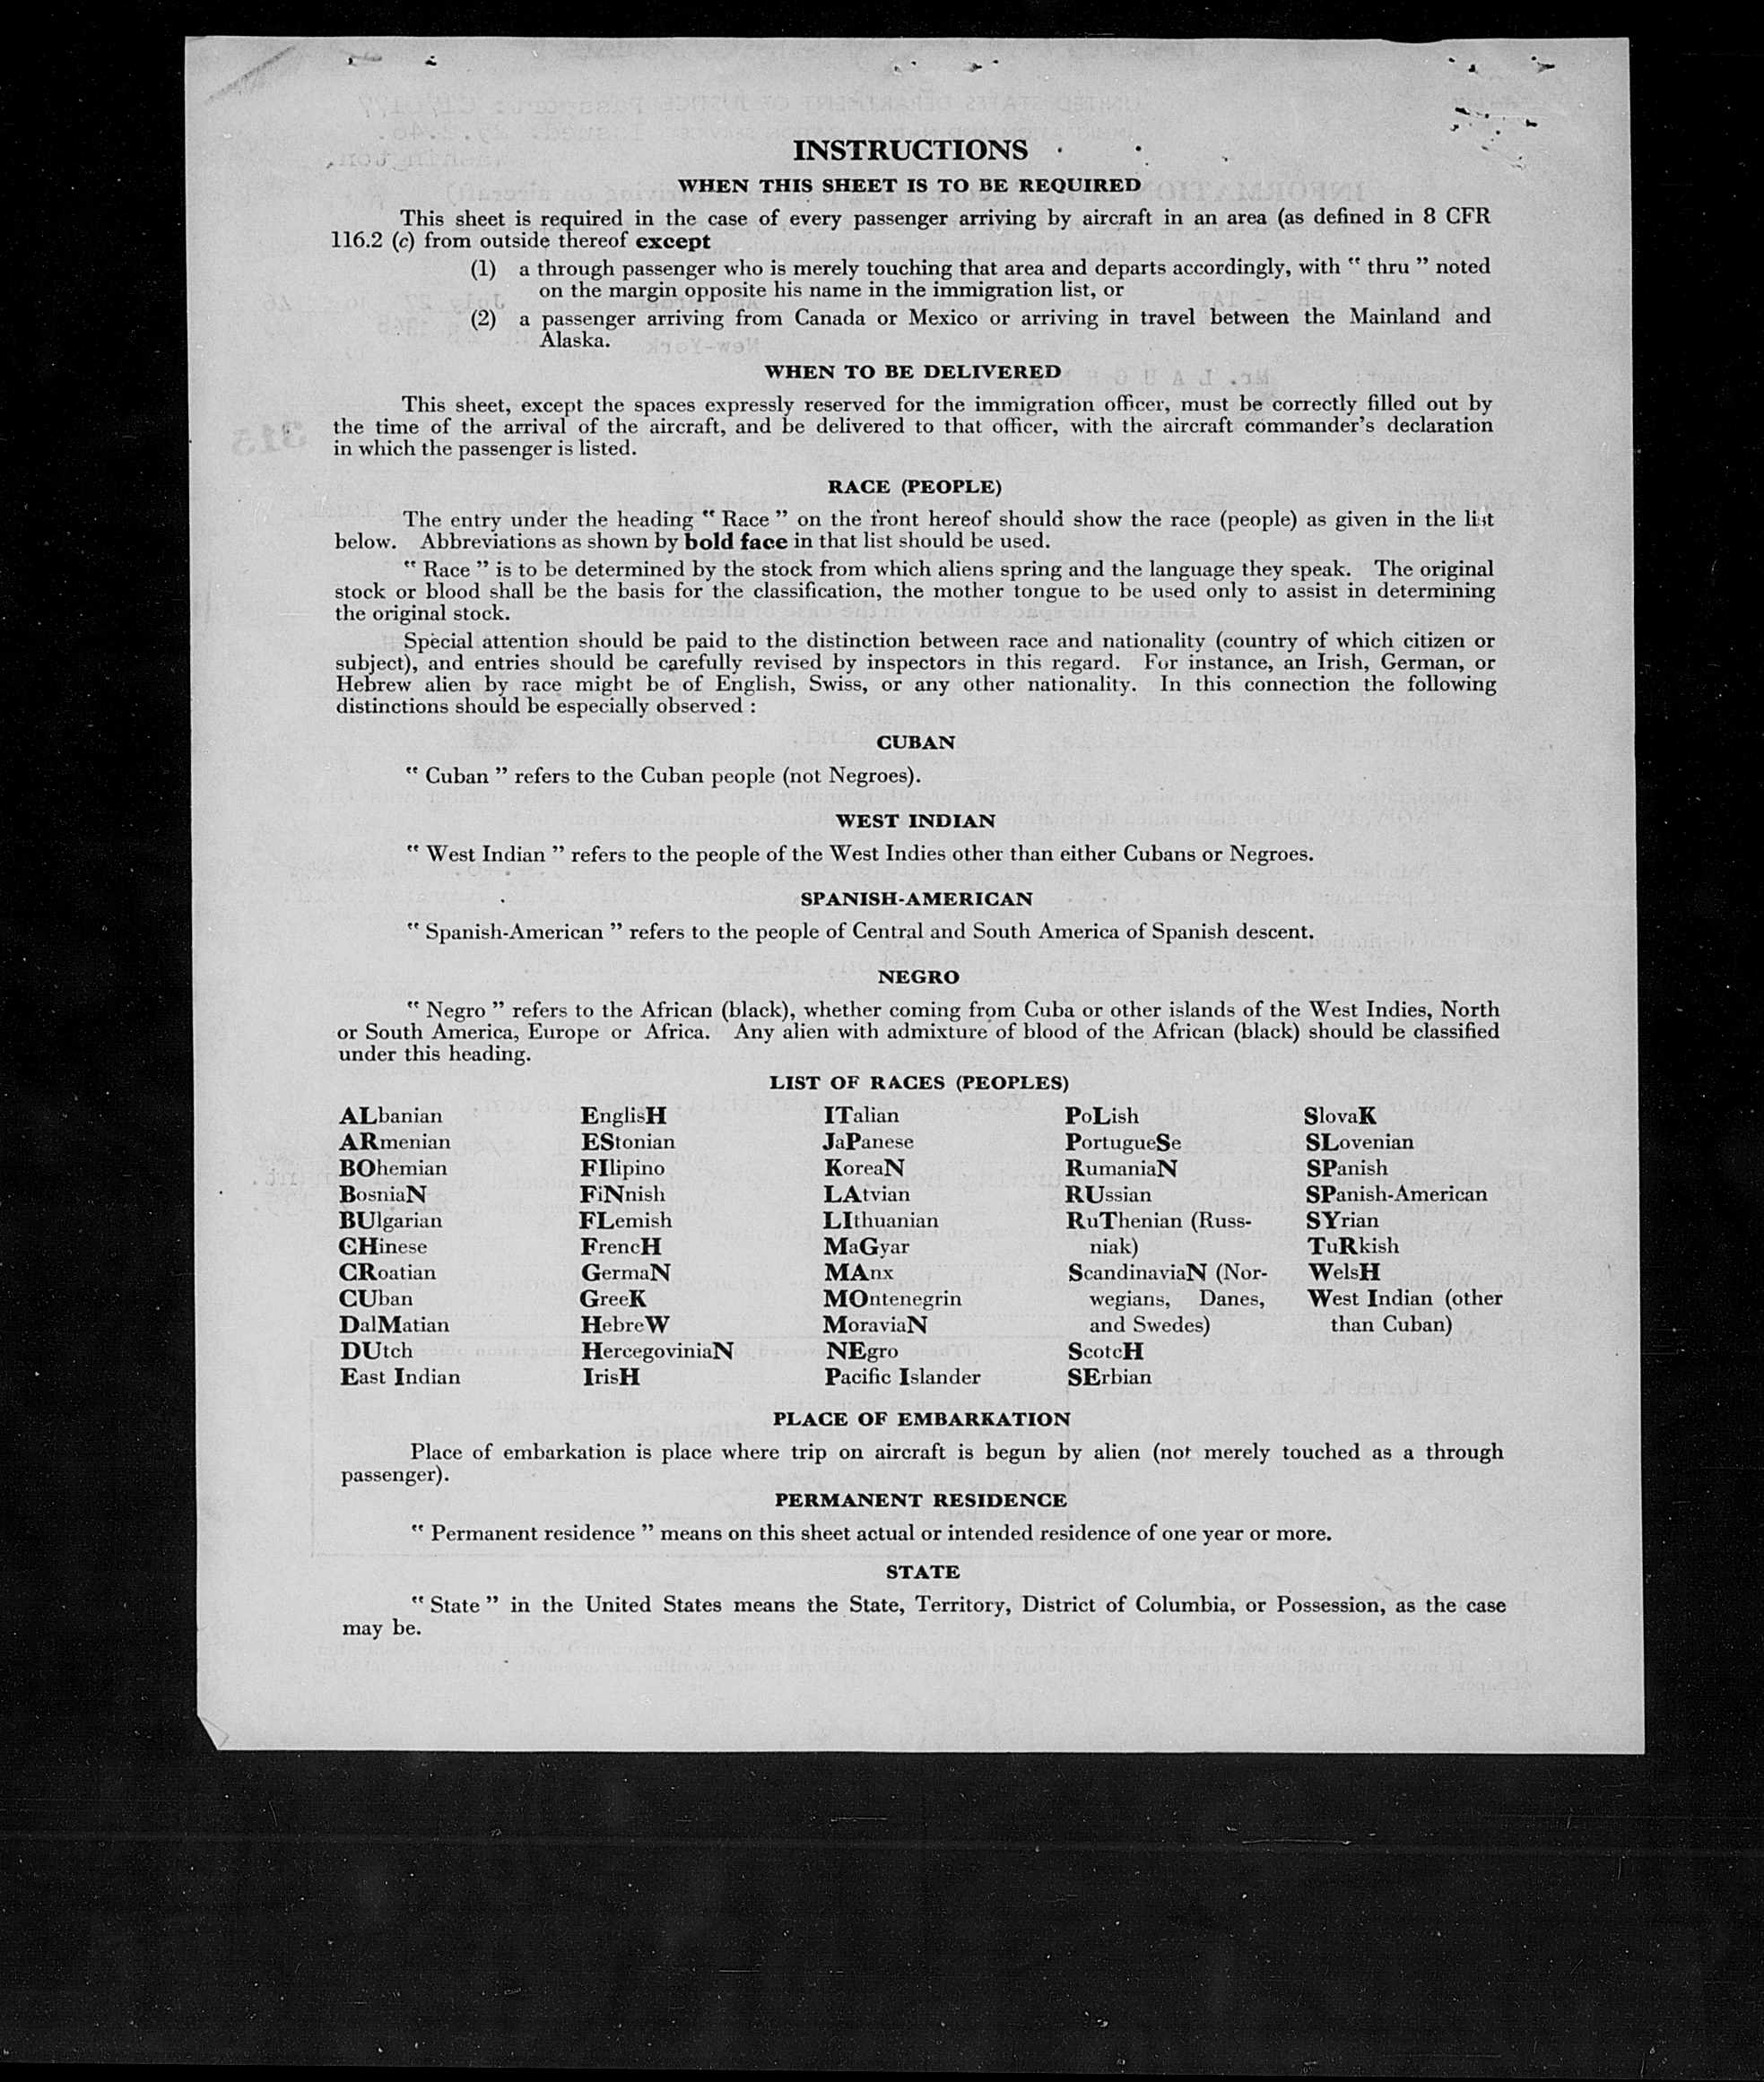 INSTRUCTIONS
WHEN THIS SHEET IS TO BE REQUIRED
This sheet is required in the case of every passenger arriving by aircraft in an area (as defined in 8 CFR
116.2 (c) from outside thereof except
(1) a through passenger who is merely touching that area and departs accordingly, with " thru " noted
on the margin opposite his name in the immigration list, or
(2) a passenger arriving from Canada or Mexico or arriving in travel between the Mainland and
Alaska.
WHEN TO BE DELIVERED
This sheet, except the spaces expressly reserved for the immigration officer, must be correctly filled out by
the time of the arrival of the aircraft, and be delivered to that officer, with the aircraft commander's declaration
in which the passenger is listed.
RACE (PEOPLE)
The entry under the heading " Race " on the front hereof should show the race (people) as given in the list
below. Abbreviations as shown by bold face in that list should be used.
" Race " is to be determined by the stock from which aliens spring and the language they speak. The original
stock or blood shall be the basis for the classification, the mother tongue to be used only to assist in determining
the original stock.
Special attention should be paid to the distinction between race and nationality (country of which citizen or
subject), and entries should be carefully revised by inspectors in this regard. For instance, an Irish, German, or
Hebrew alien by race might be of English, Swiss, or any other nationality. In this connection the following
distinctions should be especially observed :
CUBAN
" Cuban " refers to the Cuban people (not Negroes).
WEST INDIAN
" West Indian " refers to the people of the West Indies other than either Cubans or Negroes.
SPANISH-AMERICAN
" Spanish-American " refers to the people of Central and South America of Spanish descent.
NEGRO
" Negro " refers to the African (black), whether coming from Cuba or other islands of the West Indies, North
or South America, Europe or Africa. Any alien with admixture of blood of the African (black) should be classified
under this heading.
LIST OF RACES (PEOPLES)
ALbanian
ARmenian
BOhemian
BosniaN
BUlgarian
CHinese
CRoatian
CUban
DalMatian
DUtch
East Indian
EnglisH
EStonian
FIlipino
FiNnish
FLemish
FrencH
GermaN
GreeK
HebreW
HercegoviniaN
IrisH
ITalian
JaPanese
KoreaN
LAtvian
LIthuanian
MaGyar
MAnx
MOntenegrin
MoraviaN
NEgro
Pacific Islander
PoLish
PortugueSe
RumaniaN
RUssian
RuThenian (Russ-
niak)
ScandinaviaN (Nor-
wegians, Danes,
and Swedes)
ScotcH
SErbian
SlovaK
SLovenian
SPanish
SPanish-American
SYrian
TuRkish
WelsH
West Indian (other
than Cuban)
PLACE OF EMBARKATION
Place of embarkation is place where trip on aircraft is begun by alien (not merely touched as a through
passenger).
PERMANENT RESIDENCE
" Permanent residence " means on this sheet actual or intended residence of one year or more.
STATE
" State " in the United States means the State, Territory, District of Columbia, or Possession, as the case
may be.